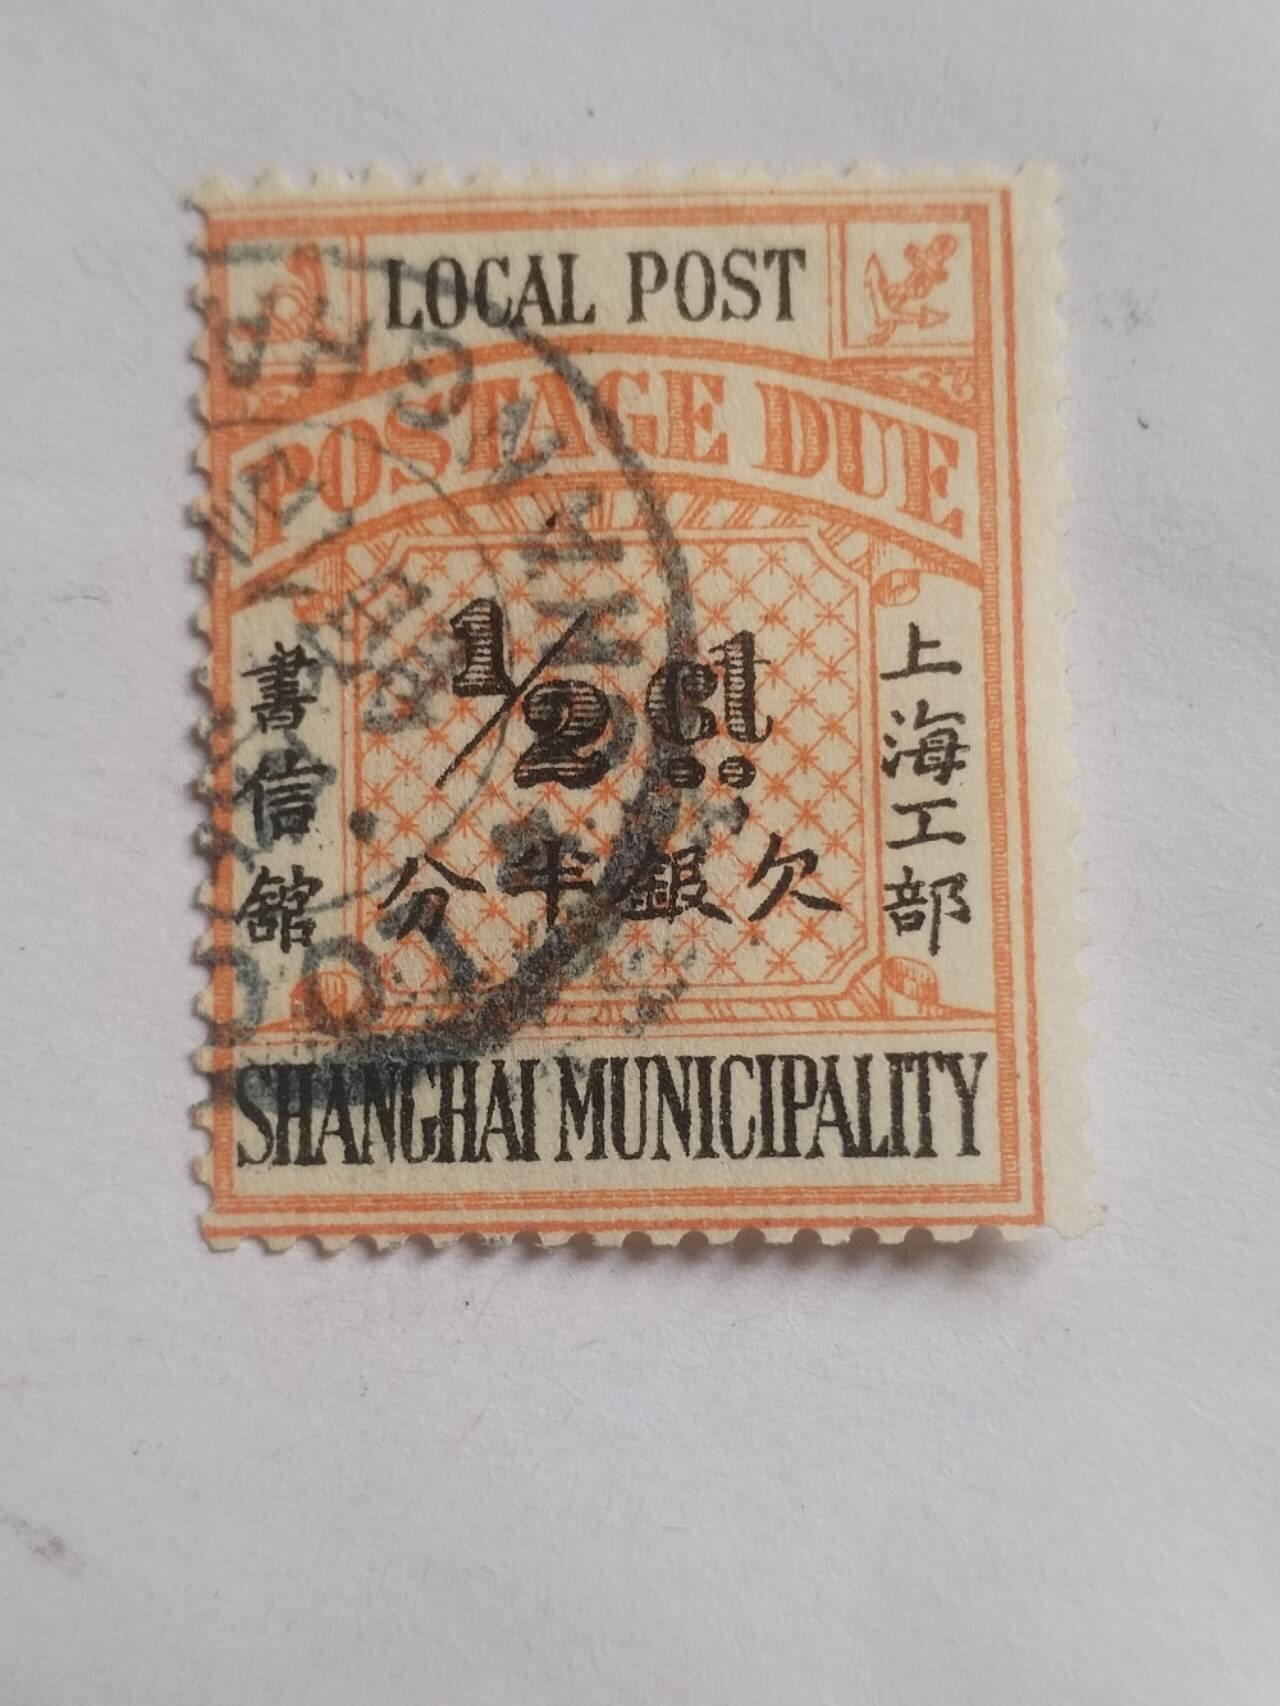 LOCAL POST
POSTAGE DUE
1/2 ct.
上海工部
書信館
欠銀半分
SHANGHAI MUNICIPALITY
LOCAL